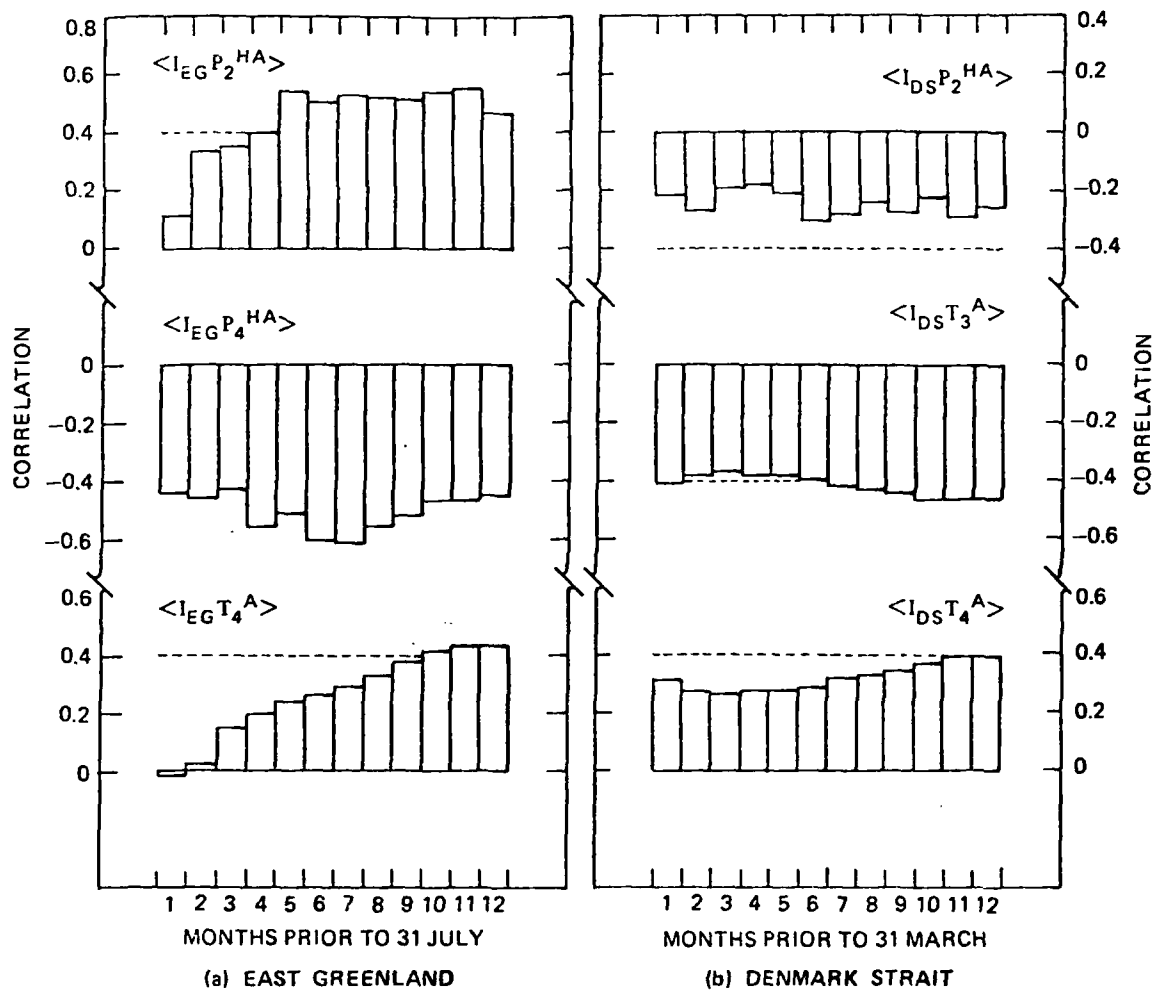 0.8
0.6
0.4
0.2
0
<I_EG P_2^HA>
0.4
0.2
0
−0.2
−0.4
<I_DS P_2^HA>
CORRELATION
0
−0.2
−0.4
−0.6
<I_EG P_4^HA>
0
−0.2
−0.4
−0.6
<I_DS T_3^A>
CORRELATION
0.6
0.4
0.2
0
<I_EG T_4^A>
0.6
0.4
0.2
0
<I_DS T_4^A>
1 2 3 4 5 6 7 8 9 10 11 12
MONTHS PRIOR TO 31 JULY
(a) EAST GREENLAND
1 2 3 4 5 6 7 8 9 10 11 12
MONTHS PRIOR TO 31 MARCH
(b) DENMARK STRAIT